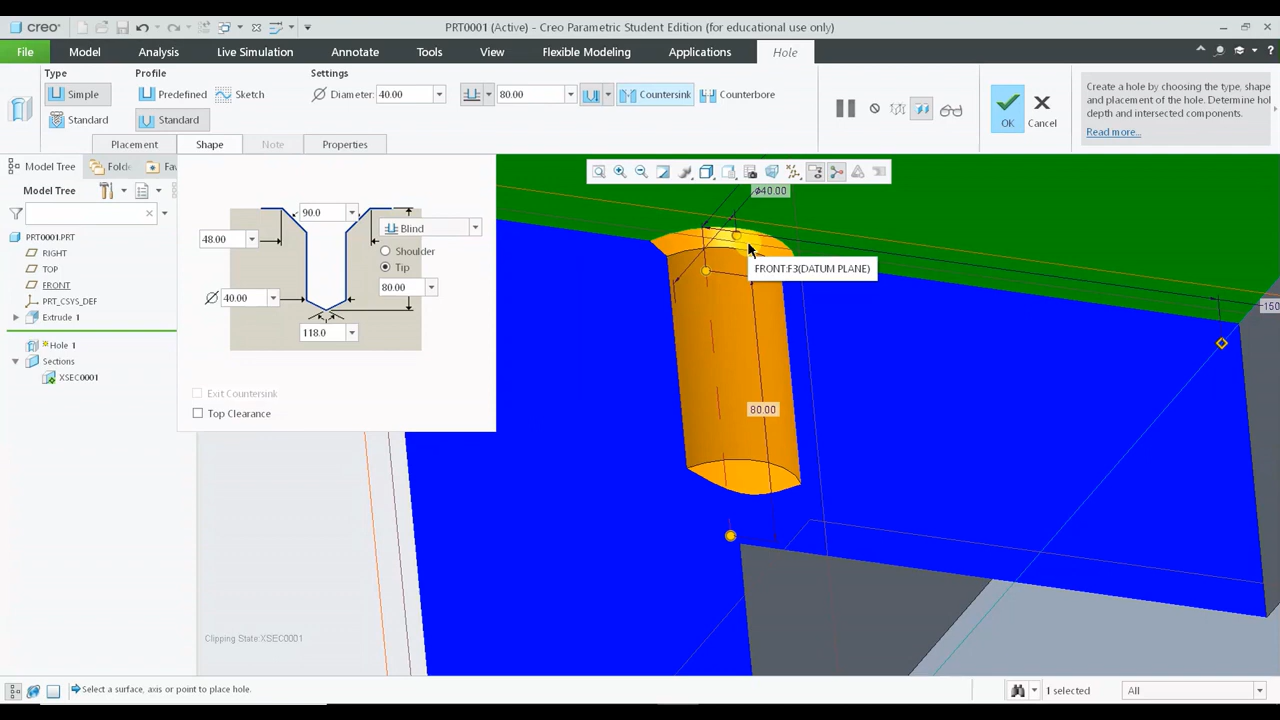 creo
PRT0001 (Active) - Creo Parametric Student Edition (for educational use only)
File Model Analysis Live Simulation Annotate Tools View Flexible Modeling Applications Hole
Type Profile Settings
Simple Predefined Sketch Diameter: 40.00 80.00 Countersink Counterbore
Standard Standard
OK Cancel
Create a hole by choosing the type, shape
and placement of the hole. Determine hol
depth and intersected components.
Read more...
Placement Shape Note Properties
Model Tree Folde Fav
Model Tree
PRT0001.PRT
RIGHT
TOP
FRONT
PRT_CSYS_DEF
Extrude 1
Hole 1
Sections
XSEC0001
90.0
Blind
48.00
Shoulder
Tip
80.00
40.00
118.0
Exit Countersink
Top Clearance
ϕ40.00
FRONT:F3(DATUM PLANE)
150
80.00
Clipping State:XSEC0001
Select a surface, axis or point to place hole.
1 selected
All